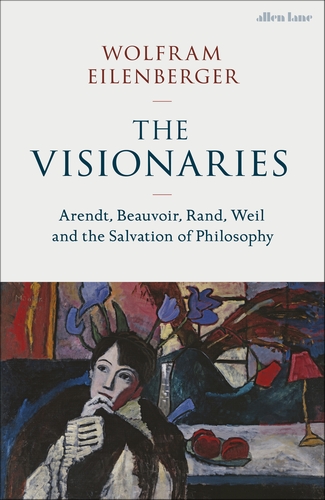 allen lane
WOLFRAM
EILENBERGER
THE
VISIONARIES
Arendt, Beauvoir, Rand, Weil
and the Salvation of Philosophy